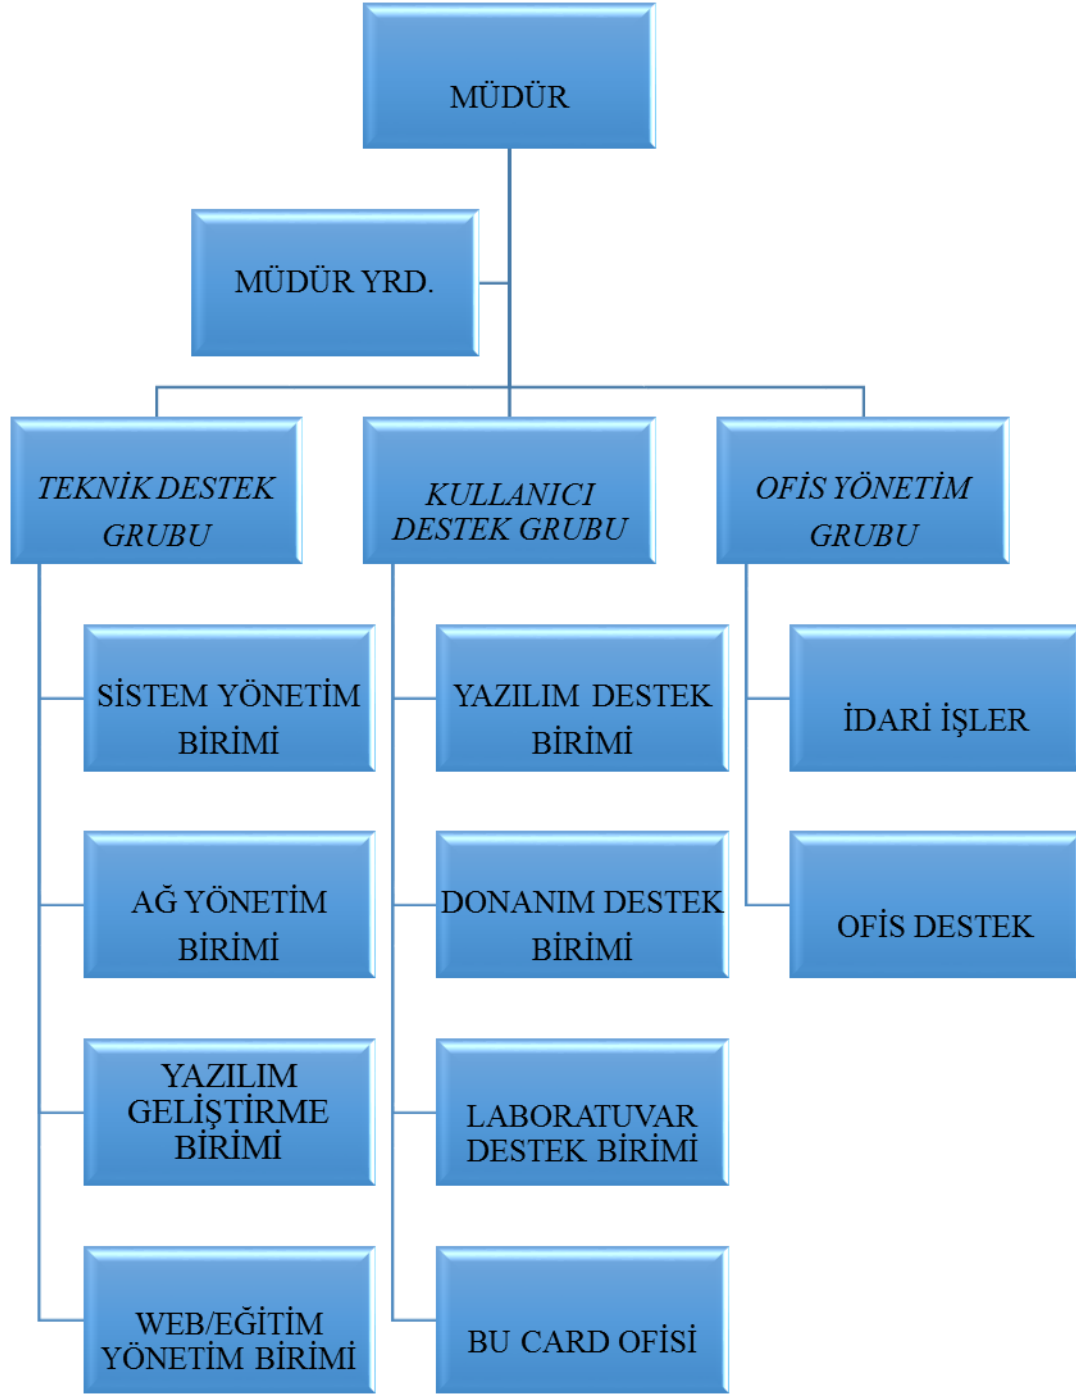 MÜDÜR
MÜDÜR YRD.
TEKNİK DESTEK
GRUBU
KULLANICI
DESTEK GRUBU
OFİS YÖNETİM
GRUBU
SİSTEM YÖNETİM
BİRİMİ
YAZILIM DESTEK
BİRİMİ
İDARİ İŞLER
AĞ YÖNETİM
BİRİMİ
DONANIM DESTEK
BİRİMİ
OFİS DESTEK
YAZILIM
GELİŞTİRME
BİRİMİ
LABORATUVAR
DESTEK BİRİMİ
WEB/EĞİTİM
YÖNETİM BİRİMİ
BU CARD OFİSİ